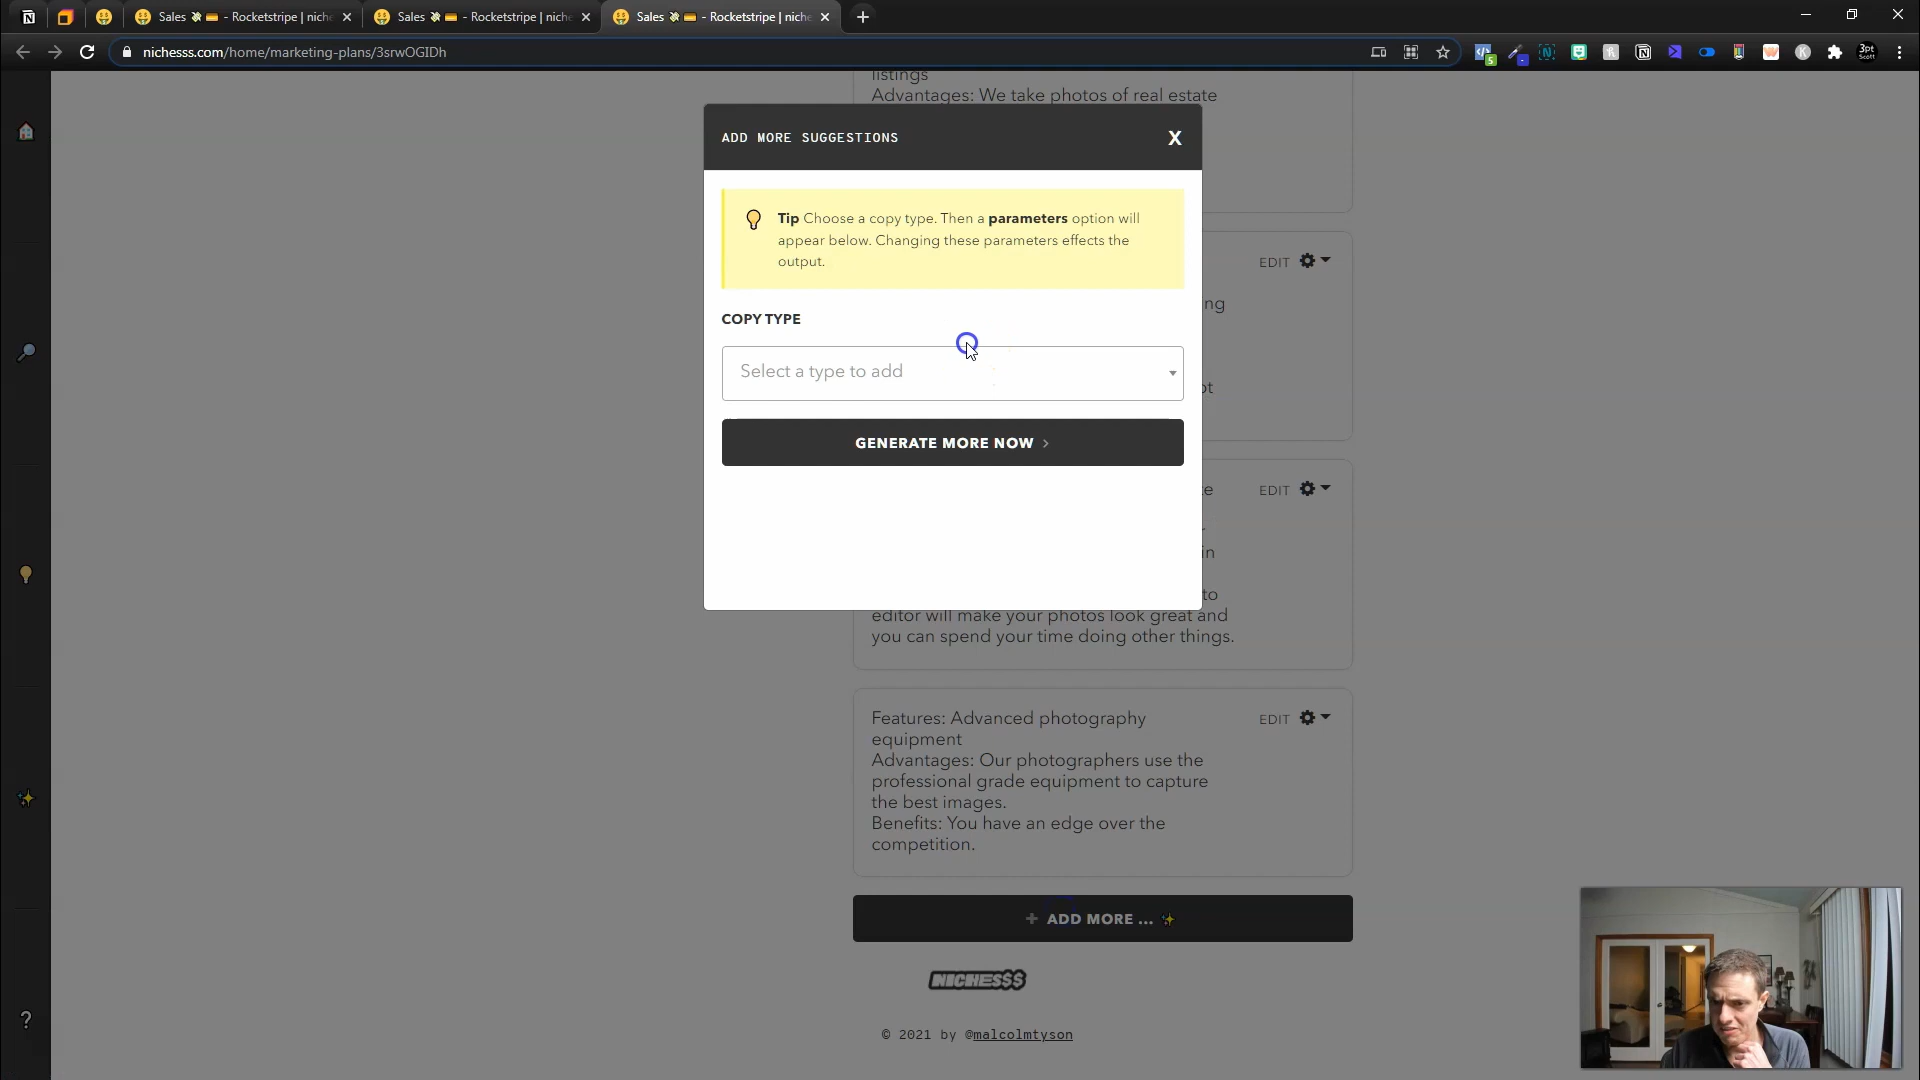 Sales - Rocketstripe | niche
Sales - Rocketstripe | niche
Sales - Rocketstripe | niche
nichesss.com/home/marketing-plans/3srwOGIDh
5
3pt
Scott
listings
Advantages: We take photos of real estate
ADD MORE SUGGESTIONS
X
Tip Choose a copy type. Then a parameters option will
appear below. Changing these parameters effects the
output.
EDIT
ing
COPY TYPE
Select a type to add
GENERATE MORE NOW >
EDIT
in
to
editor will make your photos look great and
you can spend your time doing other things.
Features: Advanced photography
equipment
Advantages: Our photographers use the
professional grade equipment to capture
the best images.
Benefits: You have an edge over the
competition.
EDIT
+ ADD MORE ...
NICHES$$
© 2021 by @malcolmtyson
?